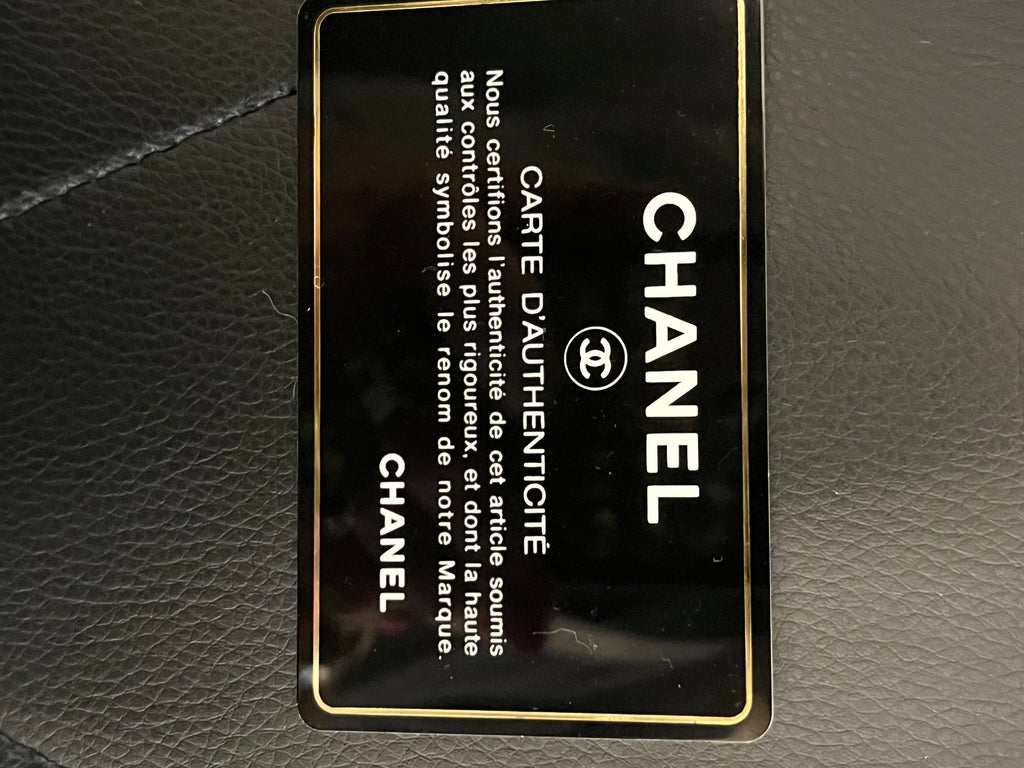 CHANEL
CARTE D'AUTHENTICITÉ
Nous certifions l'authenticité de cet article soumis
aux contrôles les plus rigoureux, et dont la haute
qualité symbolise le renom de notre Marque.
CHANEL